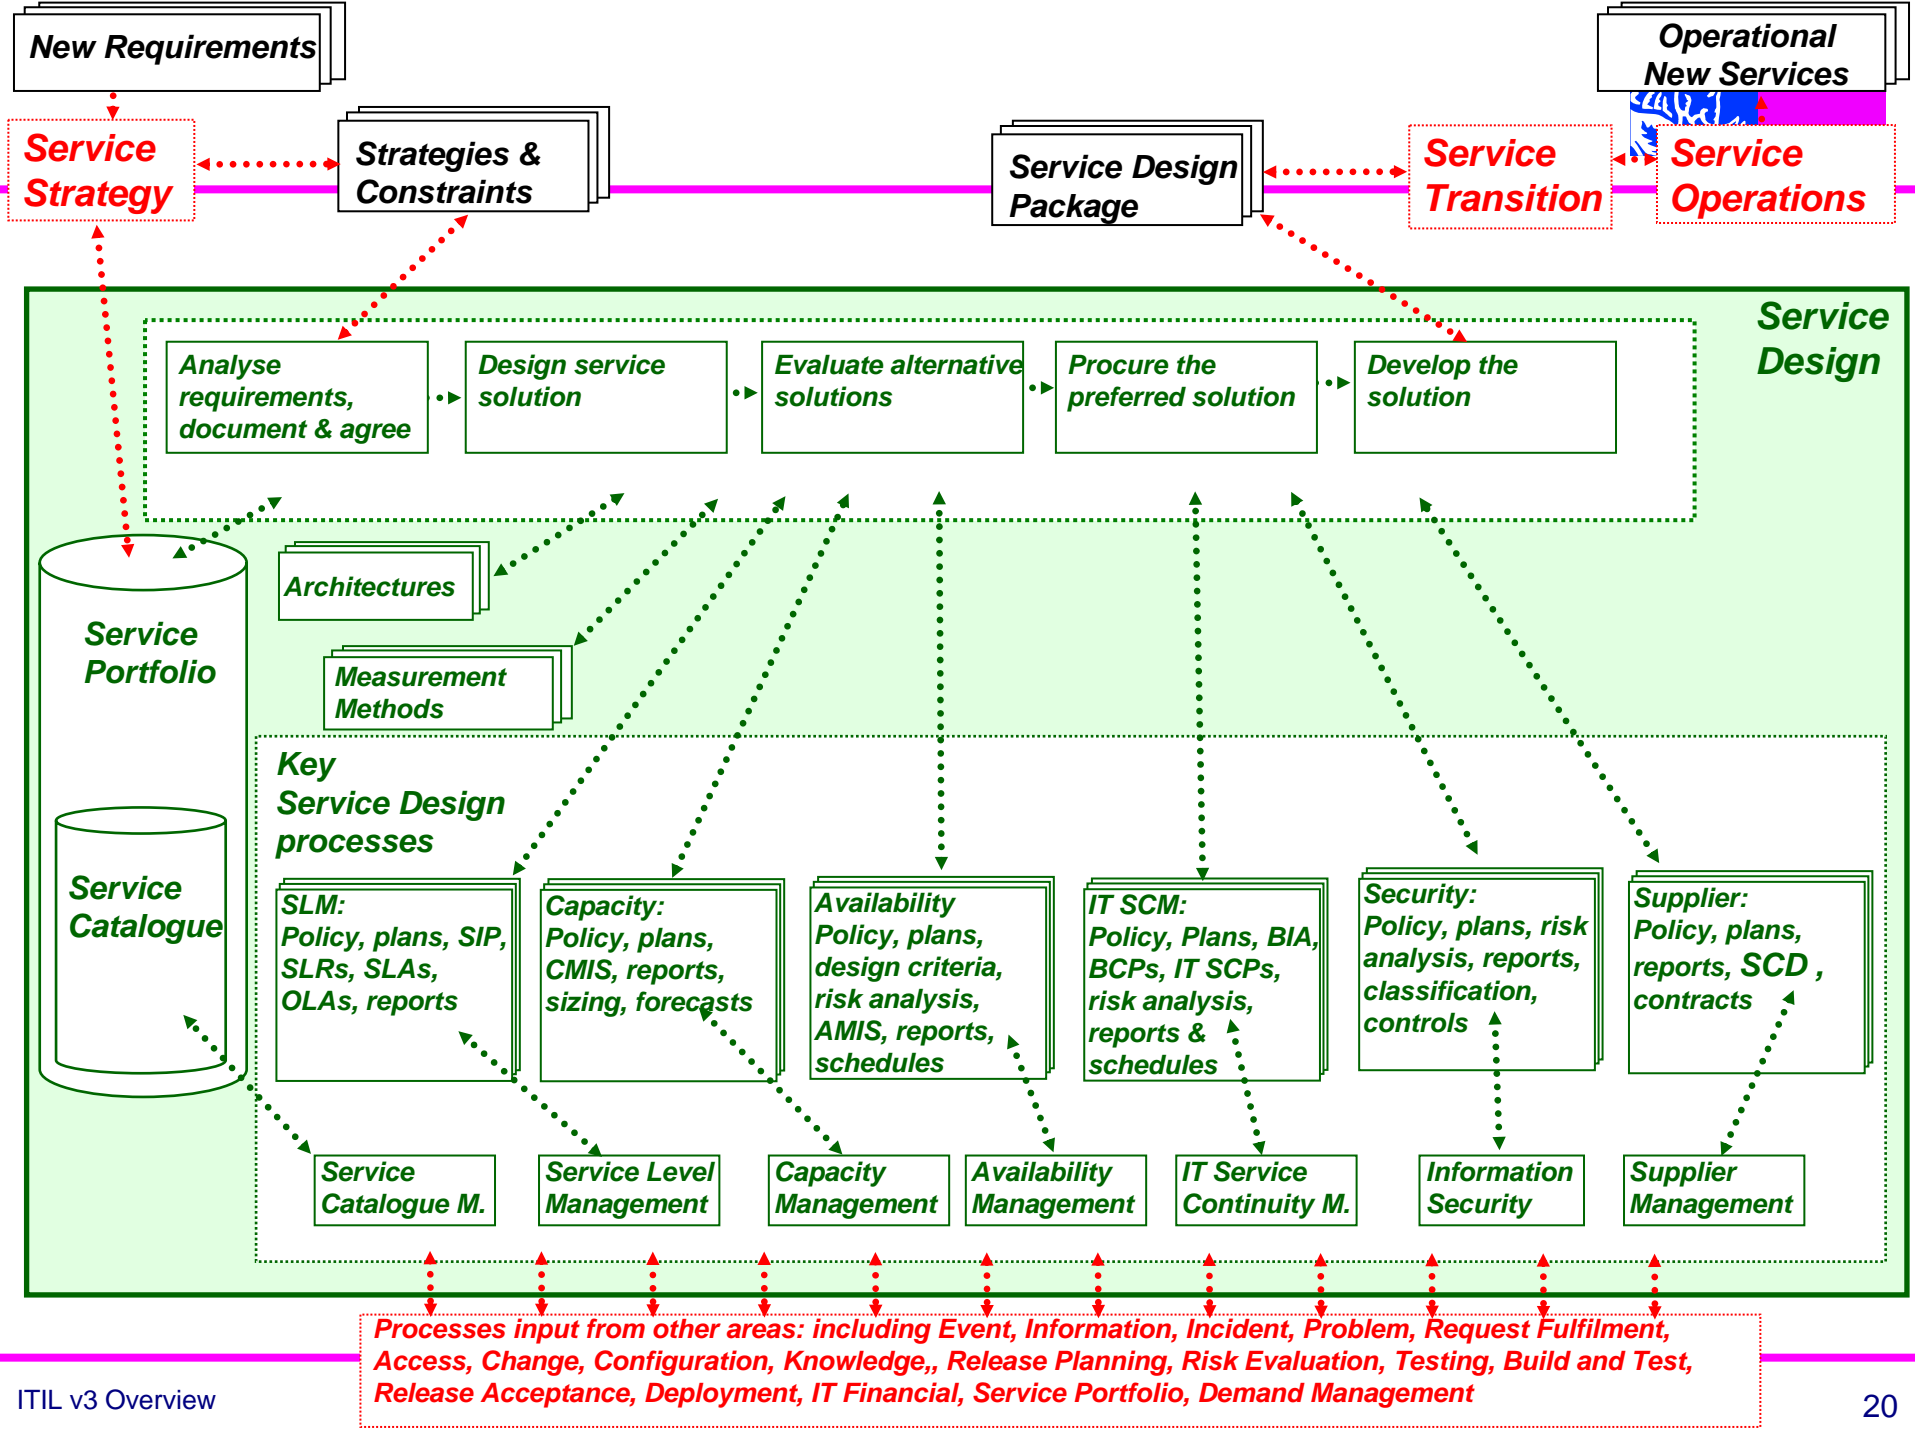 New Requirements
Operational
New Services
Service
Strategy
Strategies &
Constraints
Service Design
Package
Service
Transition
Service
Operations
Service
Design
Analyse
requirements,
document & agree
Design service
solution
Evaluate alternative
solutions
Procure the
preferred solution
Develop the
solution
Architectures
Service
Portfolio
Measurement
Methods
Key
Service Design
processes
Service
Catalogue
SLM:
Policy, plans, SIP,
SLRs, SLAs,
OLAs, reports
Capacity:
Policy, plans,
CMIS, reports,
sizing, forecasts
Availability
Policy, plans,
design criteria,
risk analysis,
AMIS, reports,
schedules
IT SCM:
Policy, Plans, BIA,
BCPs, IT SCPs,
risk analysis,
reports &
schedules
Security:
Policy, plans, risk
analysis, reports,
classification,
controls
Supplier:
Policy, plans,
reports, SCD ,
contracts
Service
Catalogue M.
Service Level
Management
Capacity
Management
Availability
Management
IT Service
Continuity M.
Information
Security
Supplier
Management
Processes input from other areas: including Event, Information, Incident, Problem, Request Fulfilment,
Access, Change, Configuration, Knowledge,, Release Planning, Risk Evaluation, Testing, Build and Test,
Release Acceptance, Deployment, IT Financial, Service Portfolio, Demand Management
ITIL v3 Overview
20